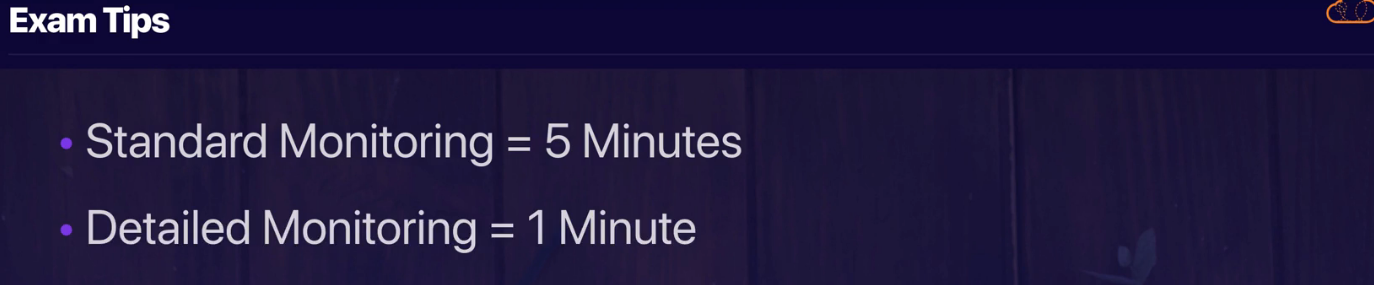 Exam Tips
• Standard Monitoring = 5 Minutes
• Detailed Monitoring = 1 Minute